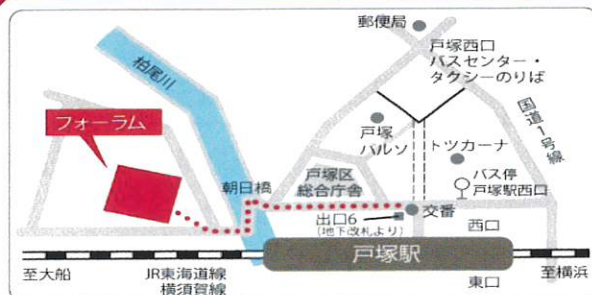 郵便局
戸塚西口
バスセンター・
タクシーのりば
柏尾川
国道1号線
フォーラム
戸塚
パルソ
トツカーナ
戸塚区
総合庁舎
バス停
戸塚駅西口
朝日橋
出口6
(地下改札より)
交番
西口
戸塚駅
至大船
JR東海道線
横須賀線
東口
至横浜